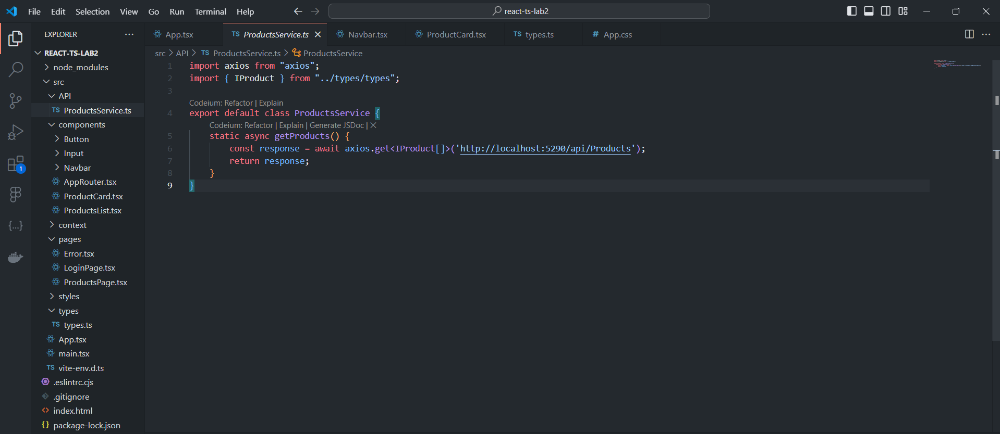 File Edit Selection View Go Run Terminal Help
react-ts-lab2
EXPLORER
REACT-TS-LAB2
node_modules
src
API
TS ProductsService.ts
components
Button
Input
Navbar
AppRouter.tsx
ProductCard.tsx
ProductsList.tsx
context
pages
Error.tsx
LoginPage.tsx
ProductsPage.tsx
styles
types
TS types.ts
App.tsx
main.tsx
TS vite-env.d.ts
.eslintrc.cjs
.gitignore
<> index.html
{} package-lock.json
1
{...}
App.tsx TS ProductsService.ts Navbar.tsx ProductCard.tsx TS types.ts # App.css
src > API > TS ProductsService.ts > ProductsService
1 import axios from "axios";
2 import { IProduct } from "../types/types";
3
Codeium: Refactor | Explain
4 export default class ProductsService {
Codeium: Refactor | Explain | Generate JSDoc | ×
5 static async getProducts() {
6 const response = await axios.get<IProduct[]>('http://localhost:5290/api/Products');
7 return response;
8 }
9 }